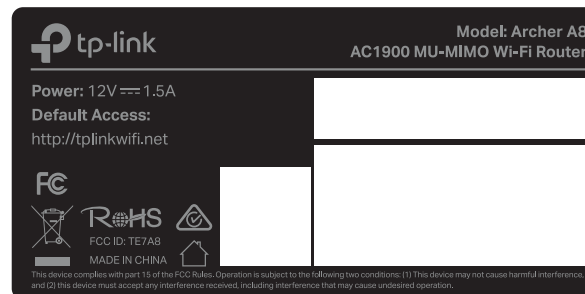 tp-link
Model: Archer A8
AC1900 MU-MIMO Wi-Fi Router
Power: 12V⎓1.5A
Default Access:
http://tplinkwifi.net
FC
RoHS
FCC ID: TE7A8
MADE IN CHINA
This device complies with part 15 of the FCC Rules. Operation is subject to the following two conditions: (1) This device may not cause harmful interference,
and (2) this device must accept any interference received, including interference that may cause undesired operation.